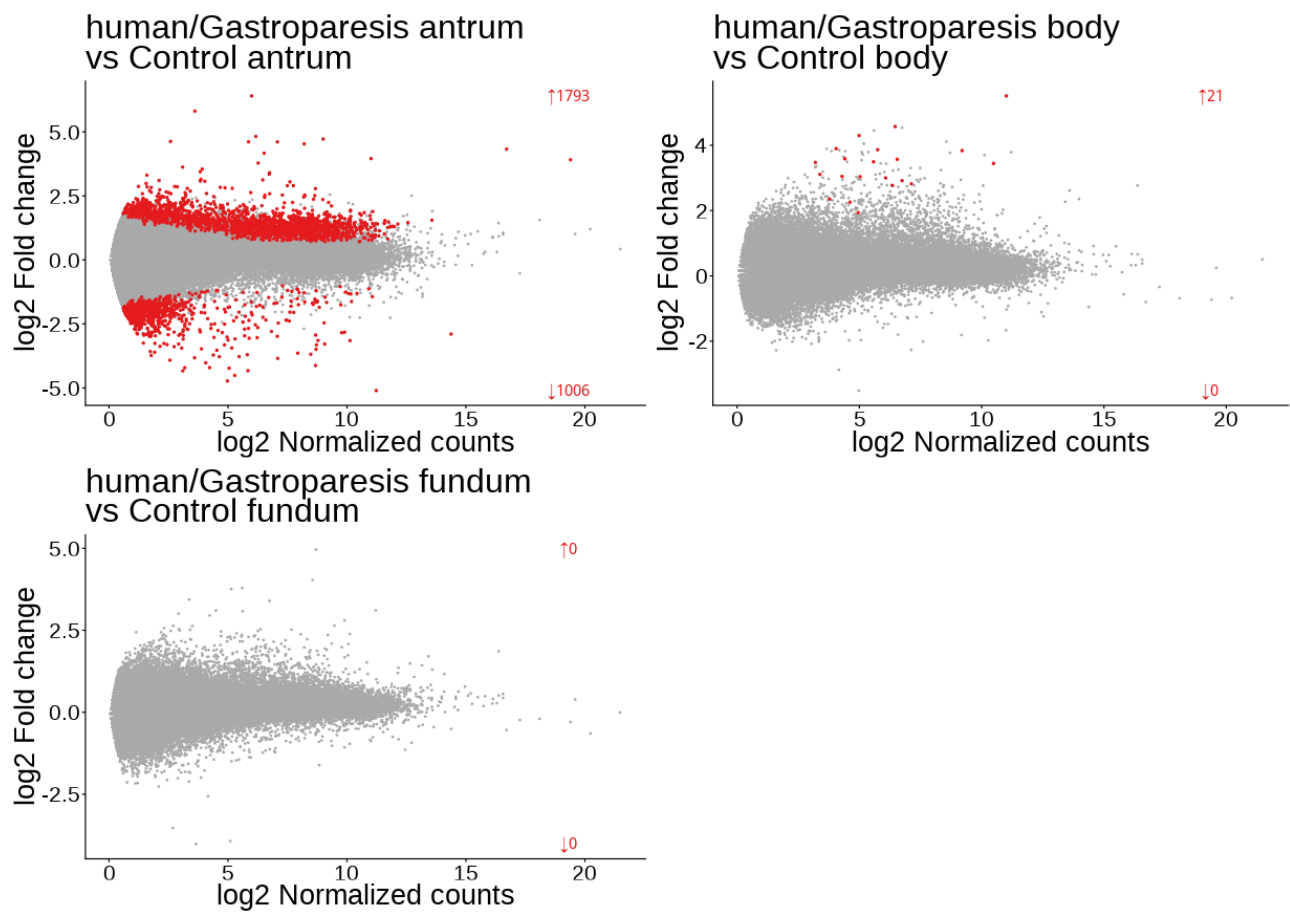 human/Gastroparesis antrum
vs Control antrum
↑1793
5.0
2.5
0.0
-2.5
-5.0
log2 Fold change
↓1006
0 5 10 15 20
log2 Normalized counts
human/Gastroparesis body
vs Control body
↑21
4
2
0
-2
log2 Fold change
↓0
0 5 10 15 20
log2 Normalized counts
human/Gastroparesis fundum
vs Control fundum
↑0
5.0
2.5
0.0
-2.5
log2 Fold change
↓0
0 5 10 15 20
log2 Normalized counts